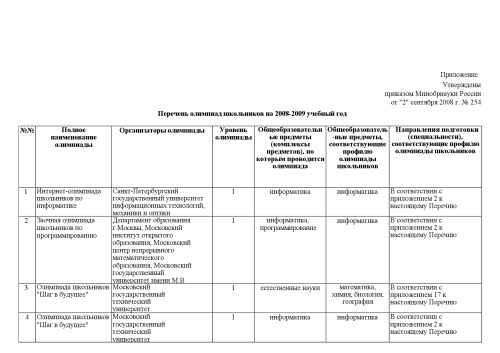 Приложение
Утверждены
приказом Минобрнауки России
от "2" сентября 2008 г. № 254
Перечень олимпиад школьников на 2008-2009 учебный год
№№
Полное
наименование
олимпиады
Организаторы олимпиады
Уровень
олимпиады
Общеобразовательн
ые предметы
(комплексы
предметов), по
которым проводится
олимпиада
Общеобразователь
-ные предметы,
соответствующие
профилю
олимпиады
школьников
Направления подготовки
(специальности),
соответствующие профилю
олимпиады школьников
1
Интернет-олимпиада
школьников по
информатике
Санкт-Петербургский
государственный университет
информационных технологий,
механики и оптики
I
информатика
информатика
В соответствии с
приложением 2 к
настоящему Перечню
2
Заочная олимпиада
школьников по
программированию
Департамент образования
г.Москвы, Московский
институт открытого
образования, Московский
центр непрерывного
математического
образования, Московский
государственный
университет имени М.В
I
информатика,
программирование
информатика
В соответствии с
приложением 2 к
настоящему Перечню
3
Олимпиада школьников
"Шаг в будущее"
Московский
государственный
технический
университет
I
естественные науки
математика,
химия, биология,
география
В соответствии с
приложением 17 к
настоящему Перечню
4
Олимпиада школьников
"Шаг в будущее"
Московский
государственный
технический
университет
I
информатика
информатика
В соответствии с
приложением 2 к
настоящему Перечню